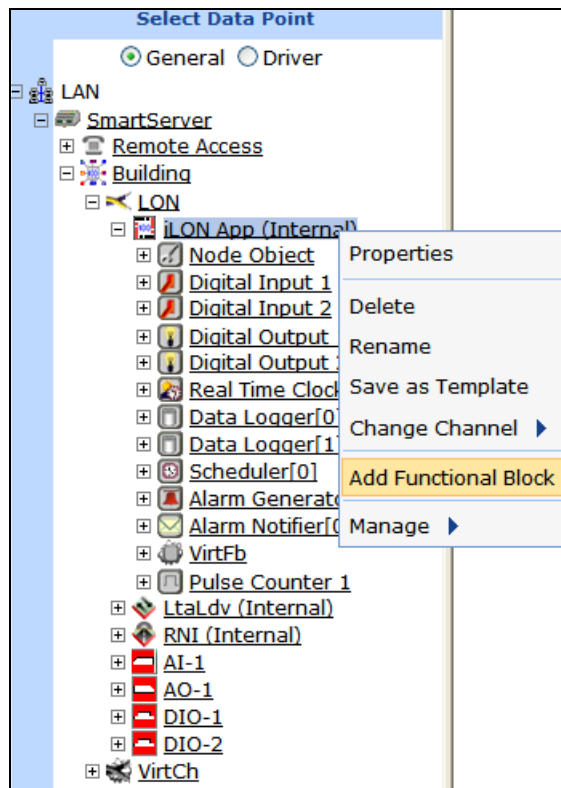 Select Data Point
General Driver
LAN
SmartServer
Remote Access
Building
LON
iLON App (Internal)
Node Object
Digital Input 1
Digital Input 2
Digital Output
Digital Output
Real Time Clock
Data Logger[0]
Data Logger[1]
Scheduler[0]
Alarm Generato
Alarm Notifier[0
VirtFb
Pulse Counter 1
LtaLdv (Internal)
RNI (Internal)
AI-1
AO-1
DIO-1
DIO-2
VirtCh
Properties
Delete
Rename
Save as Template
Change Channel
Add Functional Block
Manage